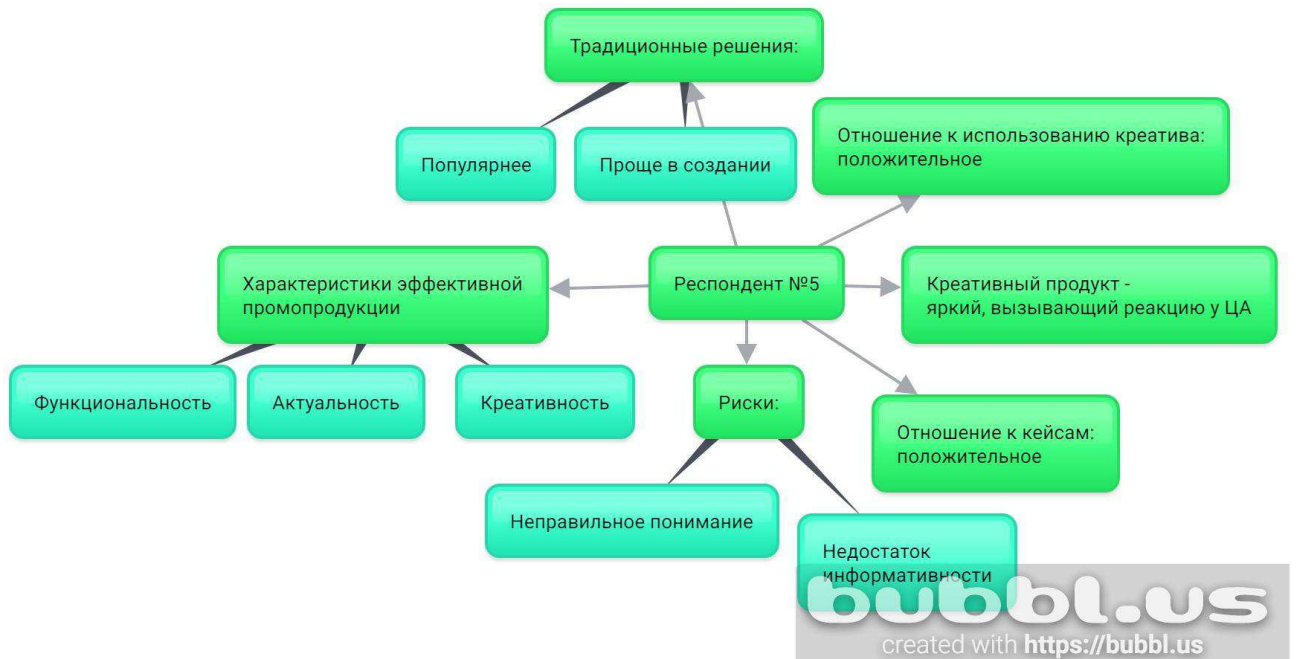 Традиционные решения:
Популярнее
Проще в создании
Отношение к использованию креатива:
положительное
Характеристики эффективной
промопродукции
Респондент №5
Креативный продукт -
яркий, вызывающий реакцию у ЦА
Функциональность
Актуальность
Креативность
Риски:
Отношение к кейсам:
положительное
Неправильное понимание
Недостаток
информативности
bubbl.us
created with https://bubbl.us